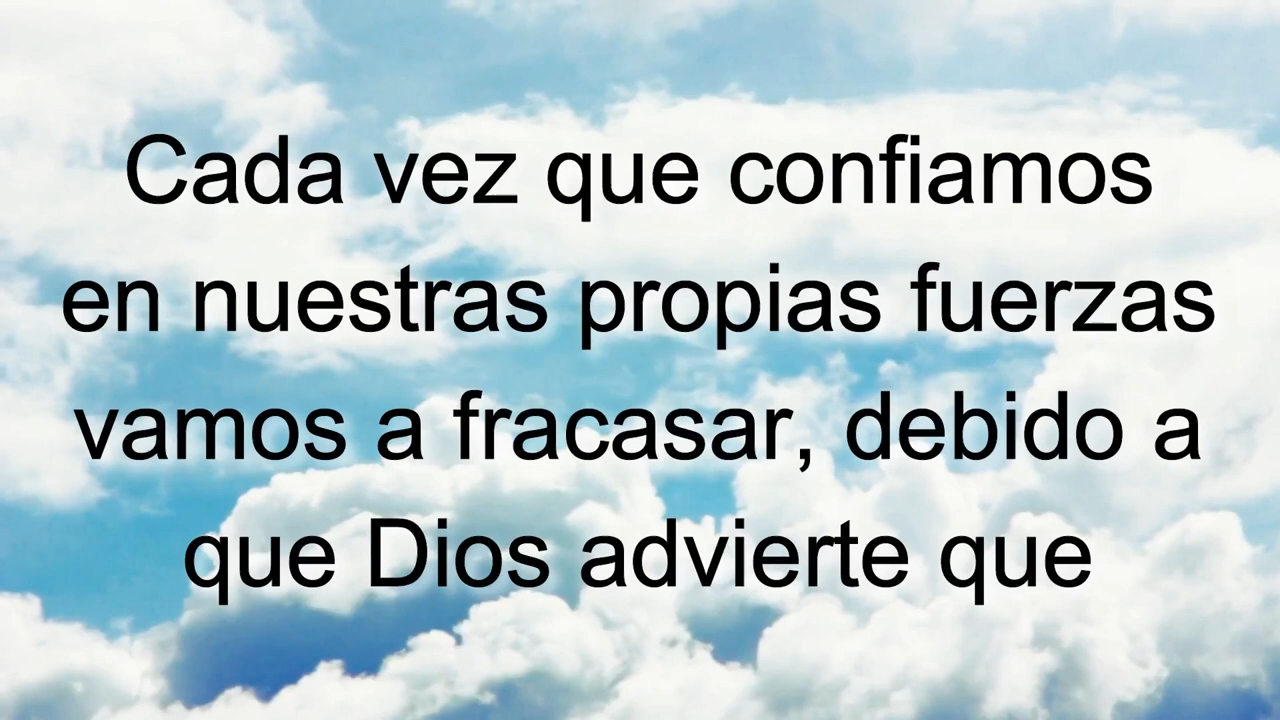 Cada vez que confiamos
en nuestras propias fuerzas
vamos a fracasar, debido a
que Dios advierte que